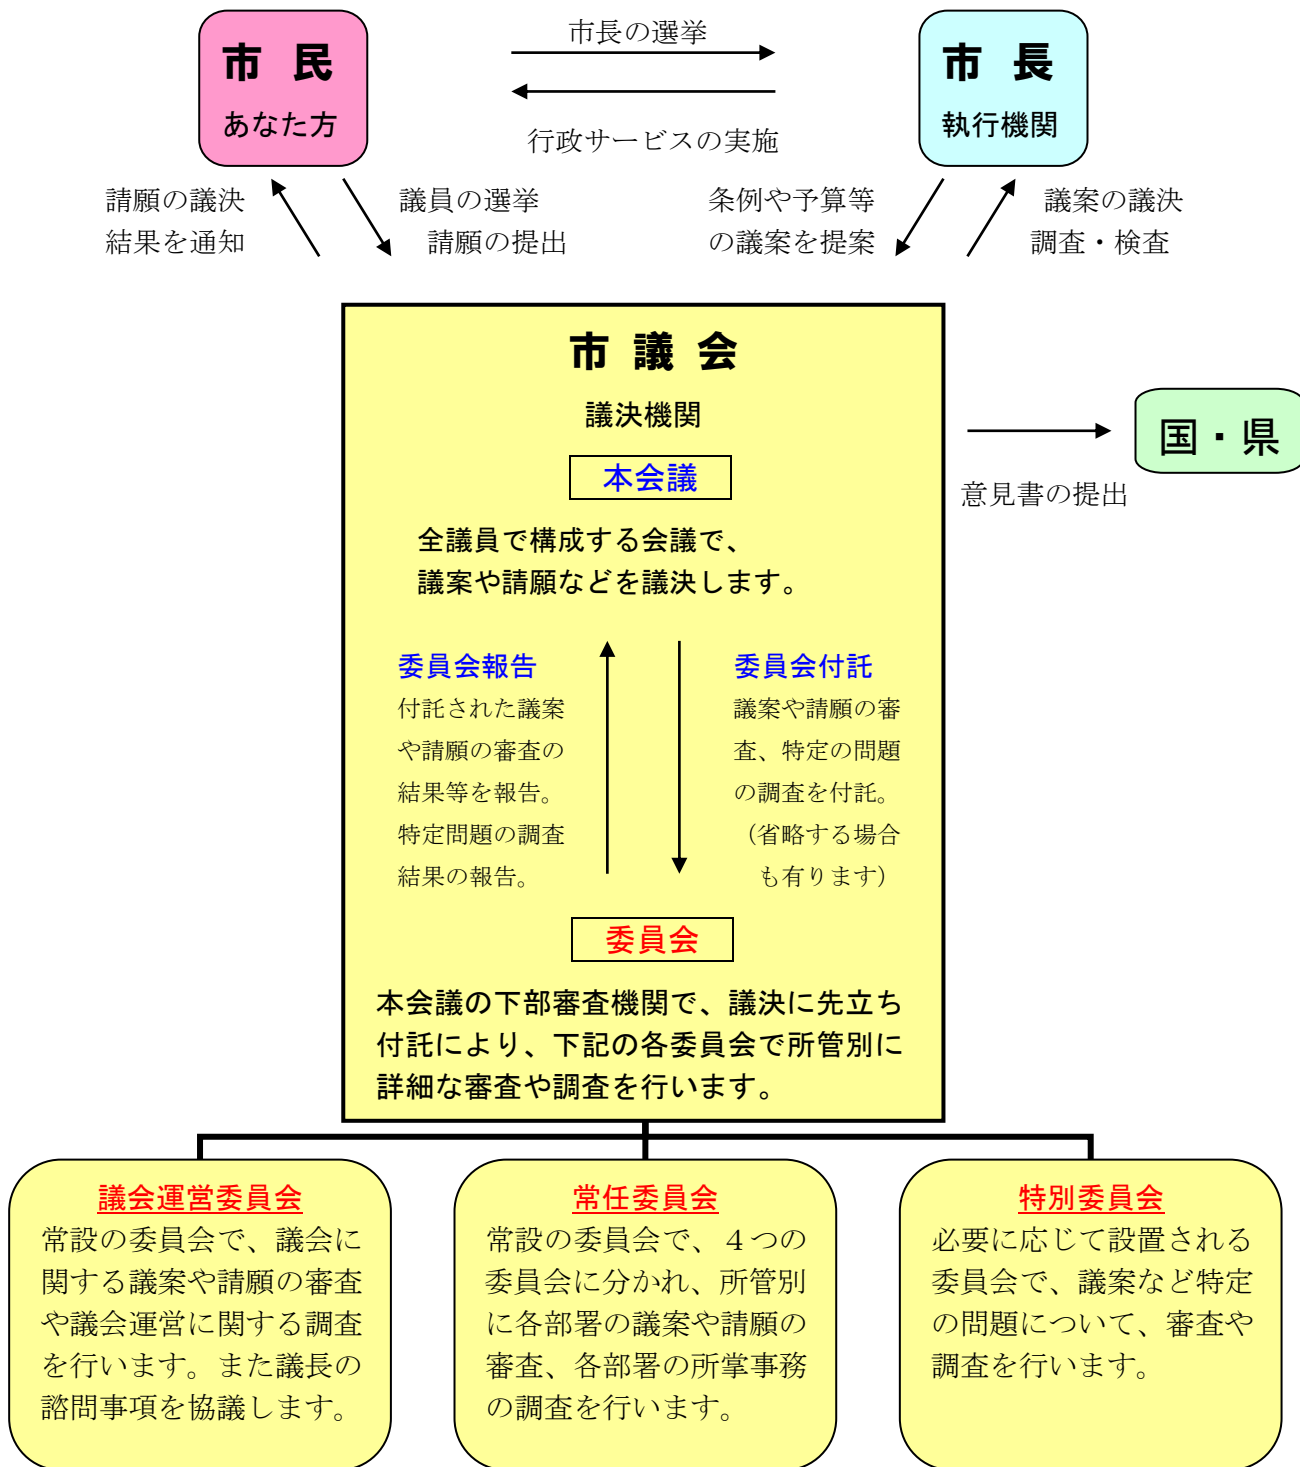 市 民
あなた方
市長の選挙
行政サービスの実施
市 長
執行機関
請願の議決
結果を通知
議員の選挙
請願の提出
条例や予算等
の議案を提案
議案の議決
調査・検査
市 議 会
議決機関
本会議
全議員で構成する会議で、
議案や請願などを議決します。
国・県
意見書の提出
委員会報告
付託された議案
や請願の審査の
結果等を報告。
特定問題の調査
結果の報告。
委員会付託
議案や請願の審
査、特定の問題
の調査を付託。
（省略する場合
も有ります）
委員会
本会議の下部審査機関で、議決に先立ち
付託により、下記の各委員会で所管別に
詳細な審査や調査を行います。
議会運営委員会
常設の委員会で、議会に
関する議案や請願の審査
や議会運営に関する調査
を行います。また議長の
諮問事項を協議します。
常任委員会
常設の委員会で、４つの
委員会に分かれ、所管別
に各部署の議案や請願の
審査、各部署の所掌事務
の調査を行います。
特別委員会
必要に応じて設置される
委員会で、議案など特定
の問題について、審査や
調査を行います。